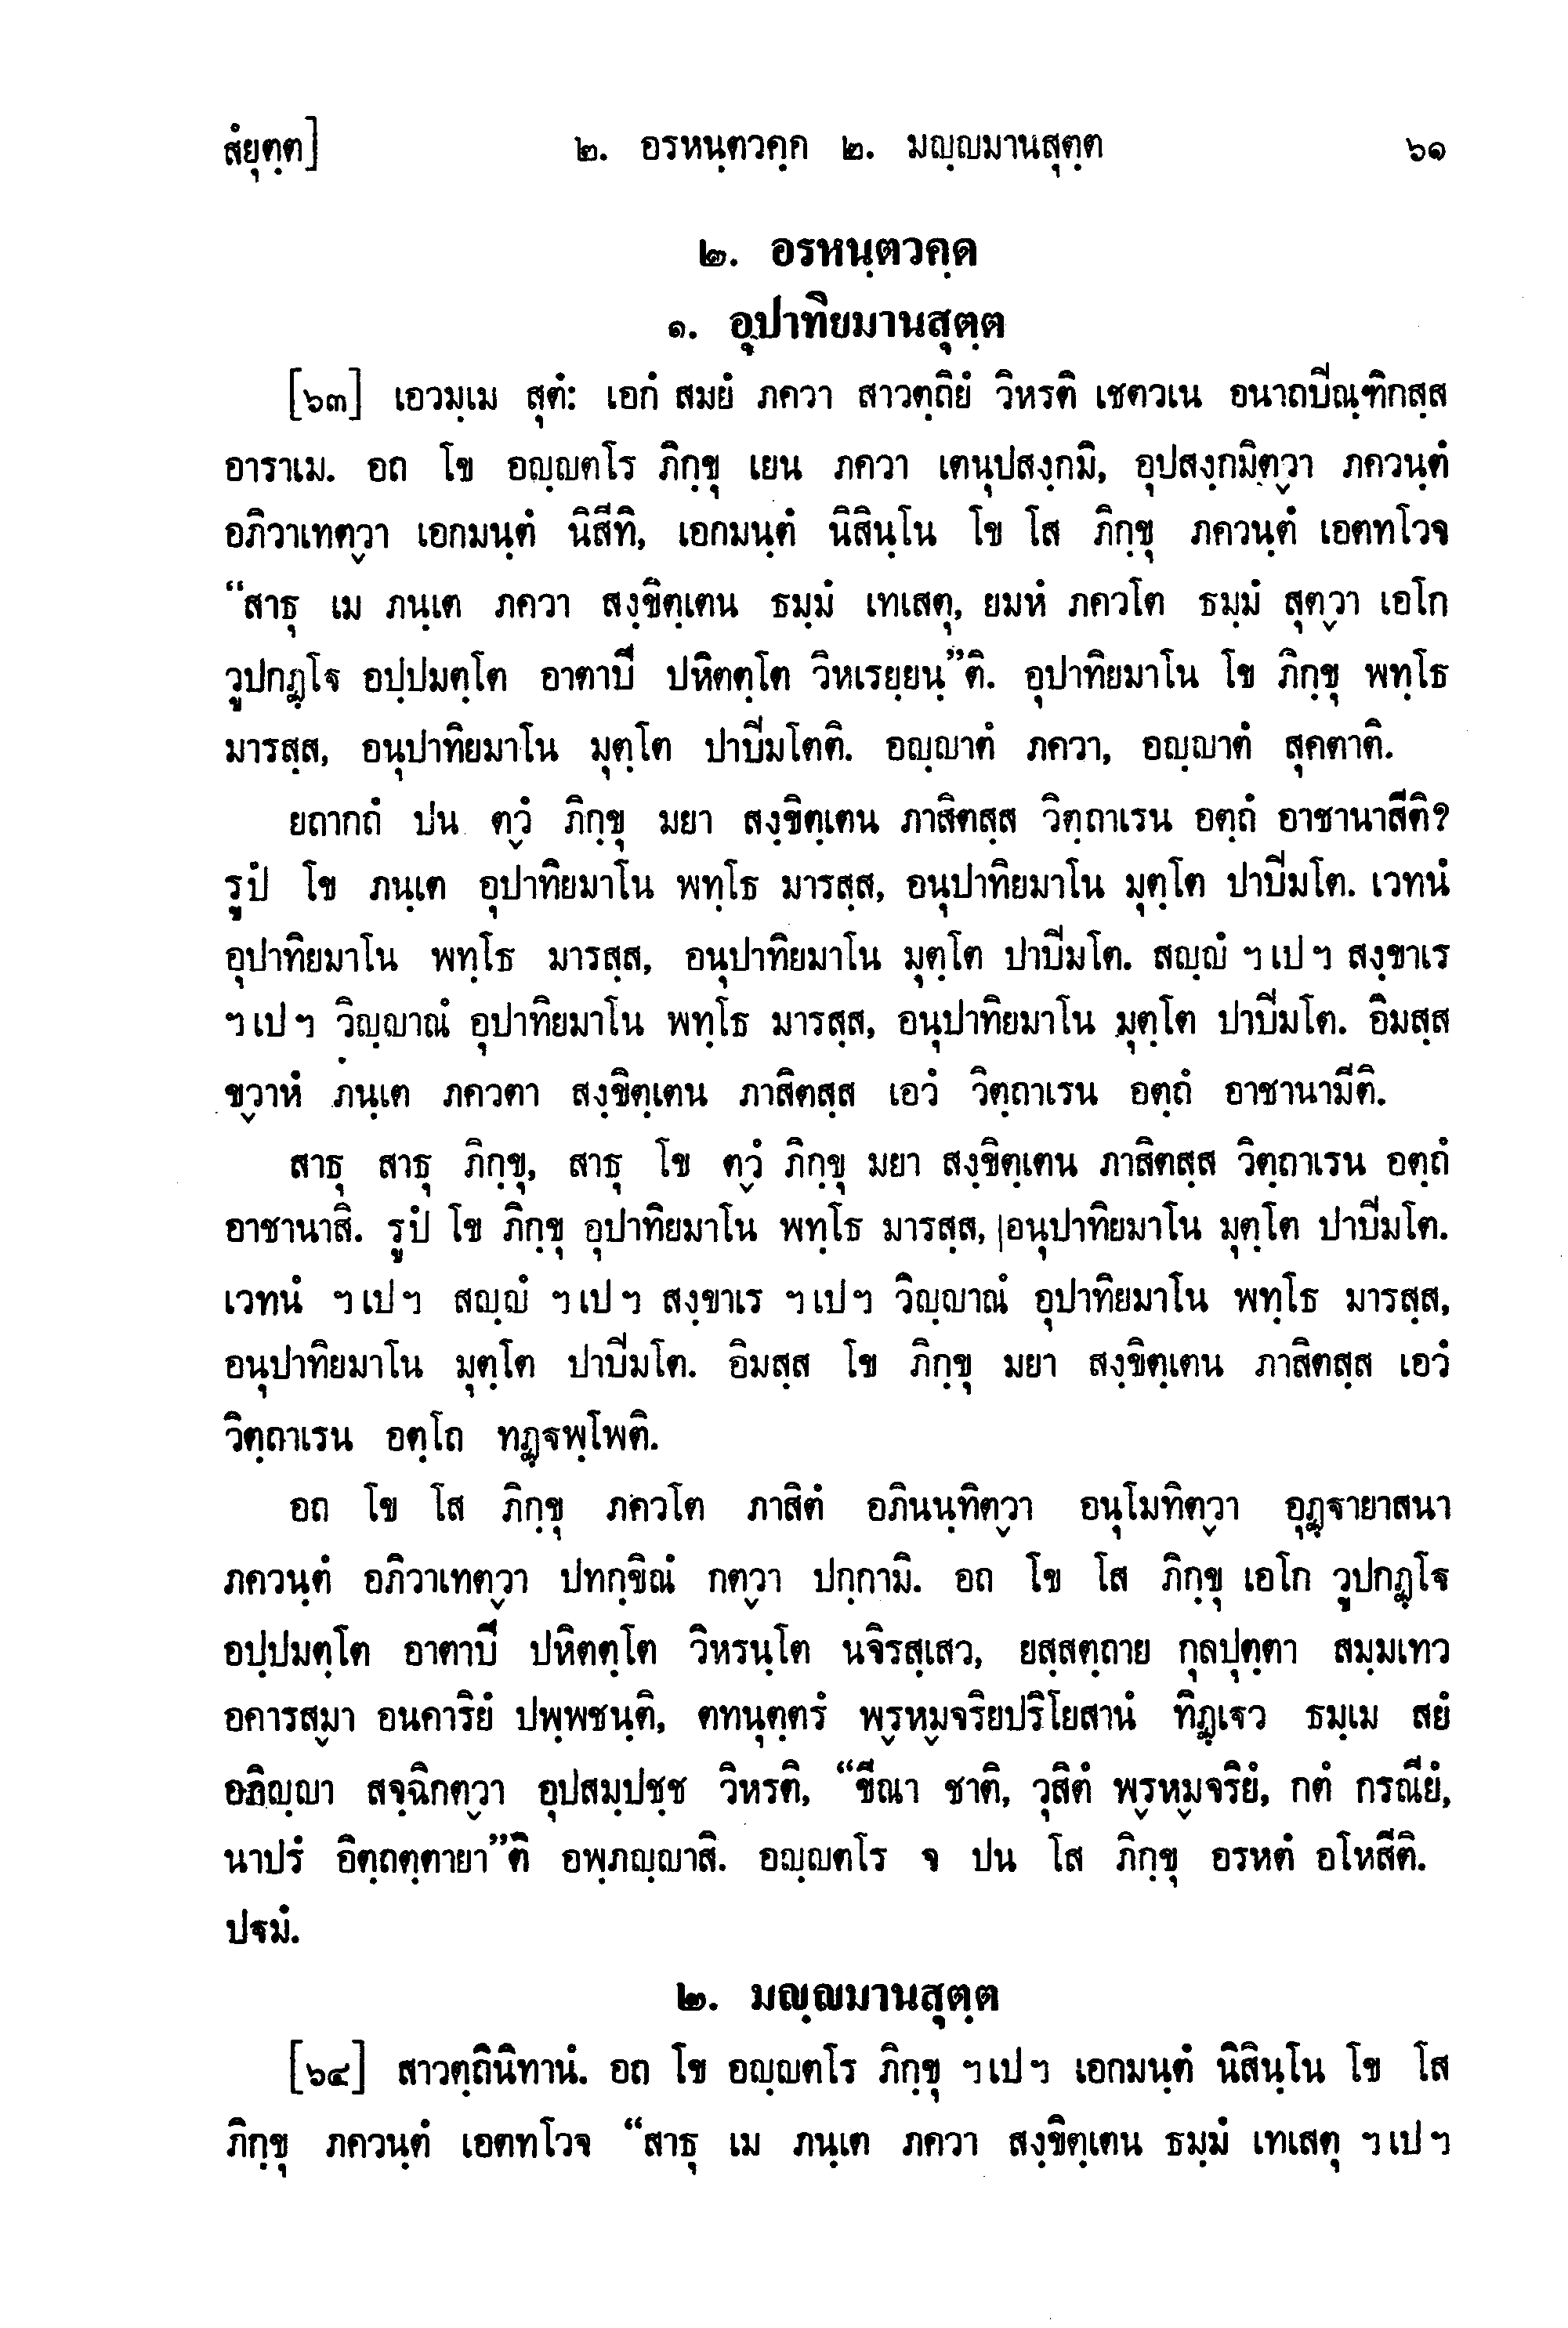 สํยุตฺต] ๒. อรหนฺตวคฺค ๒. มญฺญมานสุตฺต ๖๑
๒. อรหนฺตวคฺค
๑. อุปาทิยมานสุตฺต
[๖๓] เอวมฺเม สุตํ: เอกํ สมยํ ภควา สาวตฺถิยํ วิหรติ เชตวเน อนาถปิณฺฑิกสฺส
อาราเม. อถ โข อญฺญตโร ภิกฺขุ เยน ภควา เตนุปสงฺกมิ, อุปสงฺกมิตฺวา ภควนฺตํ
อภิวาเทตฺวา เอกมนฺตํ นิสีทิ, เอกมนฺตํ นิสินฺโน โข โส ภิกฺขุ ภควนฺตํ เอตทโวจ
“สาธุ เม ภนฺเต ภควา สงฺขิตฺเตน ธมฺมํ เทเสตุ, ยมหํ ภควโต ธมฺมํ สุตฺวา เอโก
วูปกฏฺโฐ อปฺปมตฺโต อาตาปี ปหิตตฺโต วิหเรยฺยนฺ”ติ. อุปาทิยมาโน โข ภิกฺขุ พทฺโธ
มารสฺส, อนุปาทิยมาโน มุตฺโต ปาปิมโตติ. อญฺญาตํ ภควา, อญฺญาตํ สุคตาติ.
ยถากถํ ปน ตฺวํ ภิกฺขุ มยา สงฺขิตฺเตน ภาสิตสฺส วิตฺถาเรน อตฺถํ อาชานาสีติ?
รูปํ โข ภนฺเต อุปาทิยมาโน พทฺโธ มารสฺส, อนุปาทิยมาโน มุตฺโต ปาปิมโต. เวทนํ
อุปาทิยมาโน พทฺโธ มารสฺส, อนุปาทิยมาโน มุตฺโต ปาปิมโต. สญฺญํ ฯ เป ฯ สงฺขาเร
ฯ เป ฯ วิญฺญาณํ อุปาทิยมาโน พทฺโธ มารสฺส, อนุปาทิยมาโน มุตฺโต ปาปิมโต. อิมสฺส
ขฺวาหํ ภนฺเต ภควตา สงฺขิตฺเตน ภาสิตสฺส เอวํ วิตฺถาเรน อตฺถํ อาชานามีติ.
สาธุ สาธุ ภิกฺขุ, สาธุ โข ตฺวํ ภิกฺขุ มยา สงฺขิตฺเตน ภาสิตสฺส วิตฺถาเรน อตฺถํ
อาชานาสิ. รูปํ โข ภิกฺขุ อุปาทิยมาโน พทฺโธ มารสฺส, อนุปาทิยมาโน มุตฺโต ปาปิมโต.
เวทนํ ฯ เป ฯ สญฺญํ ฯ เป ฯ สงฺขาเร ฯ เป ฯ วิญฺญาณํ อุปาทิยมาโน พทฺโธ มารสฺส,
อนุปาทิยมาโน มุตฺโต ปาปิมโต. อิมสฺส โข ภิกฺขุ มยา สงฺขิตฺเตน ภาสิตสฺส เอวํ
วิตฺถาเรน อตฺโถ ทฏฺฐพฺโพติ.
อถ โข โส ภิกฺขุ ภควโต ภาสิตํ อภินนฺทิตฺวา อนุโมทิตฺวา อุฏฺฐายาสนา
ภควนฺตํ อภิวาเทตฺวา ปทกฺขิณํ กตฺวา ปกฺกามิ. อถ โข โส ภิกฺขุ เอโก วูปกฏฺโฐ
อปฺปมตฺโต อาตาปี ปหิตตฺโต วิหรนฺโต นจิรสฺเสว, ยสฺสตฺถาย กุลปุตฺตา สมฺมเทว
อคารสฺมา อนคาริยํ ปพฺพชนฺติ, ตทนุตฺตรํ พฺรหฺมจริยปริโยสานํ ทิฏฺเฐว ธมฺเม สยํ
อภิญฺญา สจฺฉิกตฺวา อุปสมฺปชฺช วิหรติ, “ขีณา ชาติ, วุสิตํ พฺรหฺมจริยํ, กตํ กรณียํ,
นาปรํ อิตฺถตฺตายา”ติ อพฺภญฺญาสิ. อญฺญตโร จ ปน โส ภิกฺขุ อรหตํ อโหสีติ.
ปฐมํ.
๒. มญฺญมานสุตฺต
[๖๔] สาวตฺถินิทานํ. อถ โข อญฺญตโร ภิกฺขุ ฯ เป ฯ เอกมนฺตํ นิสินฺโน โข โส
ภิกฺขุ ภควนฺตํ เอตทโวจ “สาธุ เม ภนฺเต ภควา สงฺขิตฺเตน ธมฺมํ เทเสตุ ฯ เป ฯ